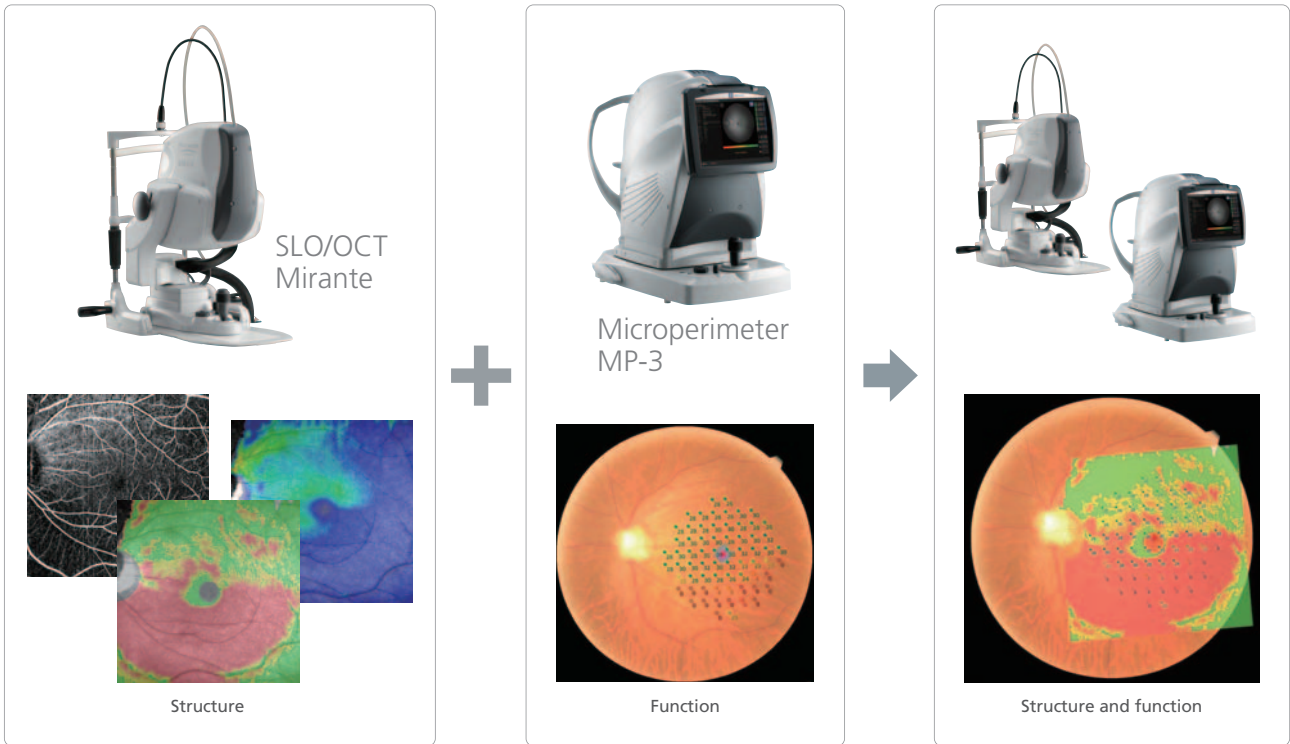 SLO/OCT
Mirante
Structure
Microperimeter
MP-3
Function
Structure and function